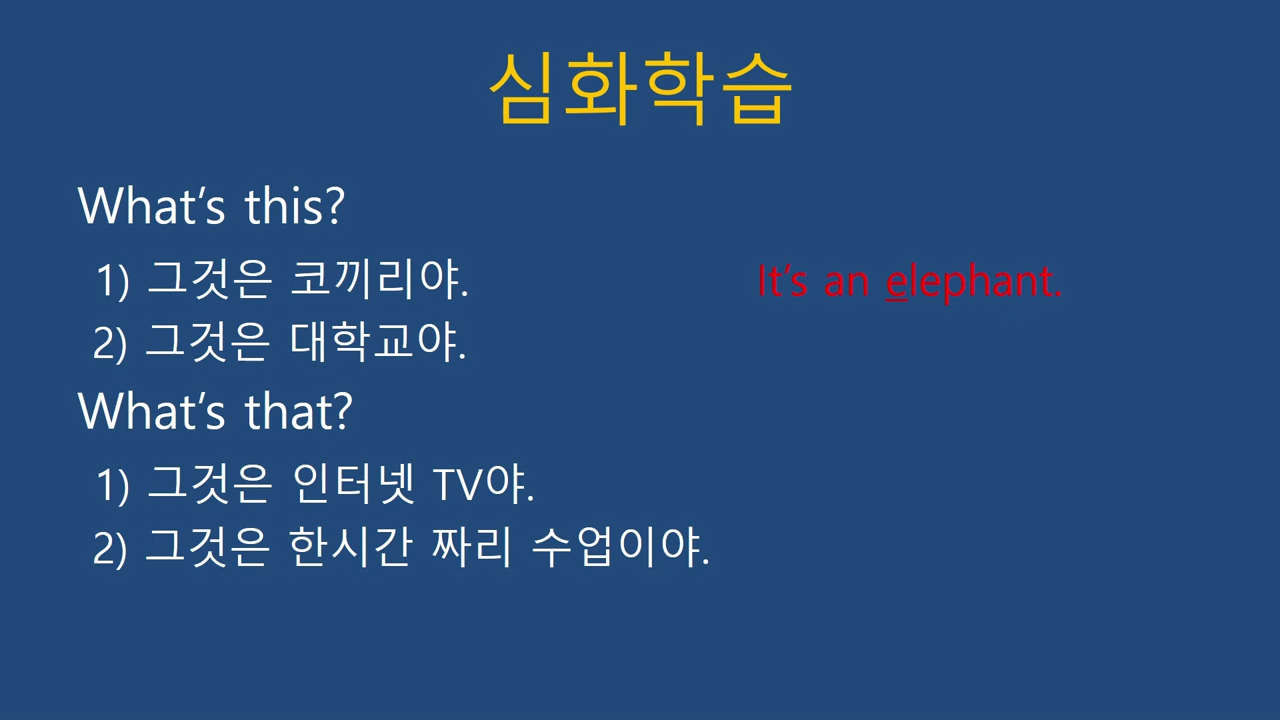 심화학습
What's this?
1) 그것은 코끼리야. It's an elephant.
2) 그것은 대학교야.
What's that?
1) 그것은 인터넷 TV야.
2) 그것은 한시간 짜리 수업이야.